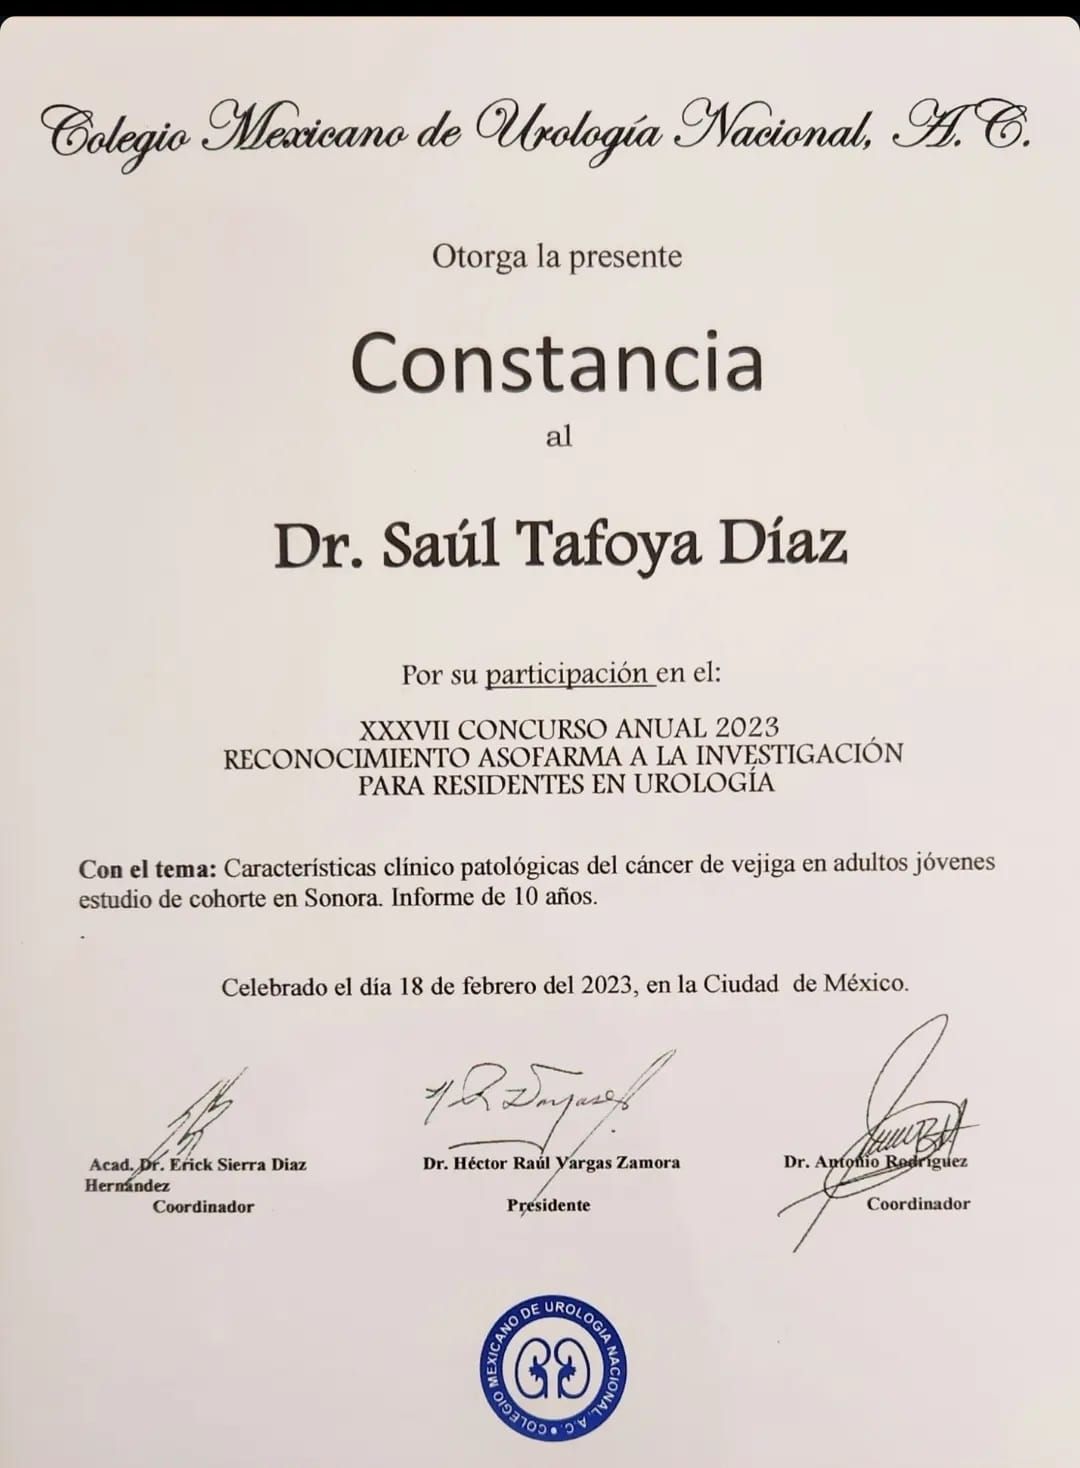 Colegio Mexicano de Urología Nacional, A. C.
Otorga la presente
Constancia
al
Dr. Saúl Tafoya Díaz
Por su participación en el:
XXXVII CONCURSO ANUAL 2023
RECONOCIMIENTO ASOFARMA A LA INVESTIGACIÓN
PARA RESIDENTES EN UROLOGÍA
Con el tema: Características clínico patológicas del cáncer de vejiga en adultos jóvenes
estudio de cohorte en Sonora. Informe de 10 años.
.
Celebrado el día 18 de febrero del 2023, en la Ciudad de México.
Acad. Dr. Erick Sierra Diaz
Hernández
Coordinador
Dr. Héctor Raúl Vargas Zamora
Presidente
Dr. Antonio Rodríguez
Coordinador
COLEGIO MEXICANO DE UROLOGIA NACIONAL, A.C.